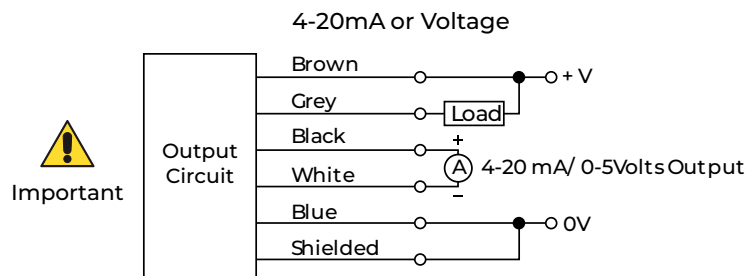 4-20mA or Voltage
Brown
+ V
Grey
Load
Black
+
Output
Circuit
A
4-20 mA/ 0-5Volts Output
Important
White
−
Blue
0V
Shielded